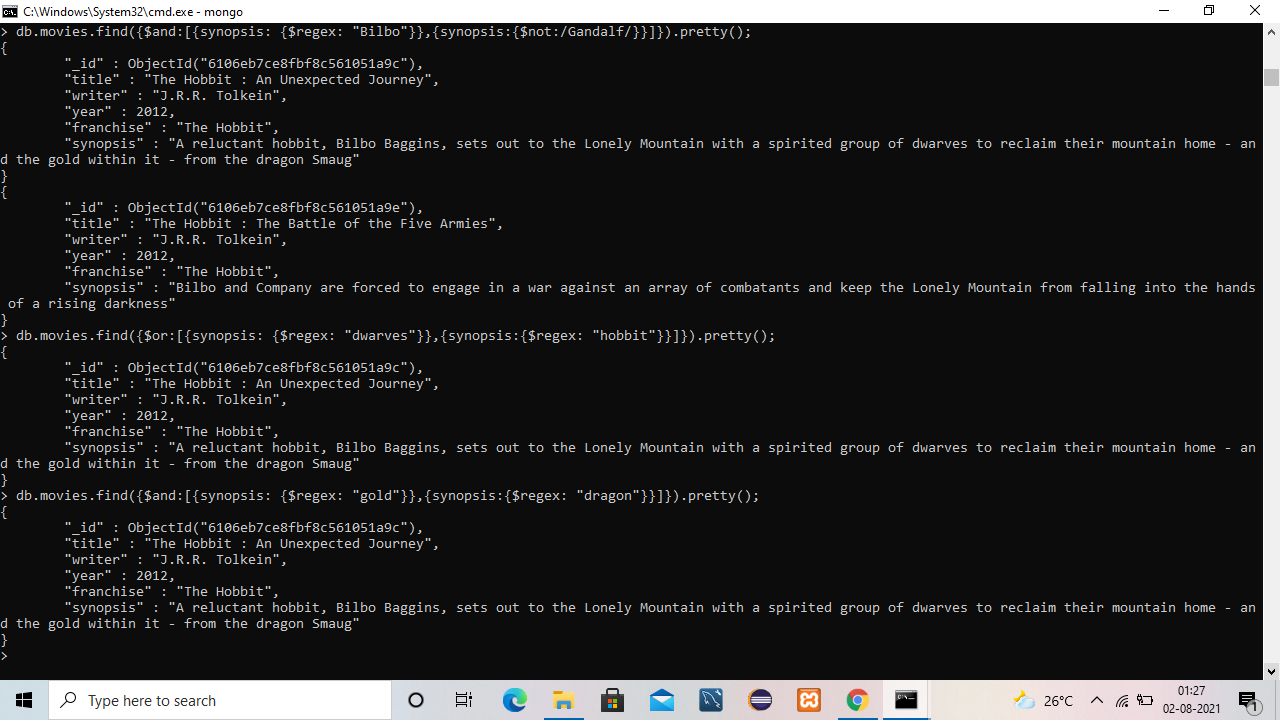 C:\Windows\System32\cmd.exe - mongo
> db.movies.find({$and:[{synopsis: {$regex: "Bilbo"}},{synopsis:{$not:/Gandalf/}}]}).pretty();
{
"_id" : ObjectId("6106eb7ce8fbf8c561051a9c"),
"title" : "The Hobbit : An Unexpected Journey",
"writer" : "J.R.R. Tolkein",
"year" : 2012,
"franchise" : "The Hobbit",
"synopsis" : "A reluctant hobbit, Bilbo Baggins, sets out to the Lonely Mountain with a spirited group of dwarves to reclaim their mountain home - an
d the gold within it - from the dragon Smaug"
}
{
"_id" : ObjectId("6106eb7ce8fbf8c561051a9e"),
"title" : "The Hobbit : The Battle of the Five Armies",
"writer" : "J.R.R. Tolkein",
"year" : 2012,
"franchise" : "The Hobbit",
"synopsis" : "Bilbo and Company are forced to engage in a war against an array of combatants and keep the Lonely Mountain from falling into the hands
of a rising darkness"
}
> db.movies.find({$or:[{synopsis: {$regex: "dwarves"}},{synopsis:{$regex: "hobbit"}}]}).pretty();
{
"_id" : ObjectId("6106eb7ce8fbf8c561051a9c"),
"title" : "The Hobbit : An Unexpected Journey",
"writer" : "J.R.R. Tolkein",
"year" : 2012,
"franchise" : "The Hobbit",
"synopsis" : "A reluctant hobbit, Bilbo Baggins, sets out to the Lonely Mountain with a spirited group of dwarves to reclaim their mountain home - an
d the gold within it - from the dragon Smaug"
}
> db.movies.find({$and:[{synopsis: {$regex: "gold"}},{synopsis:{$regex: "dragon"}}]}).pretty();
{
"_id" : ObjectId("6106eb7ce8fbf8c561051a9c"),
"title" : "The Hobbit : An Unexpected Journey",
"writer" : "J.R.R. Tolkein",
"year" : 2012,
"franchise" : "The Hobbit",
"synopsis" : "A reluctant hobbit, Bilbo Baggins, sets out to the Lonely Mountain with a spirited group of dwarves to reclaim their mountain home - an
d the gold within it - from the dragon Smaug"
}
>
Type here to search
26°C
01:27
02-08-2021
1